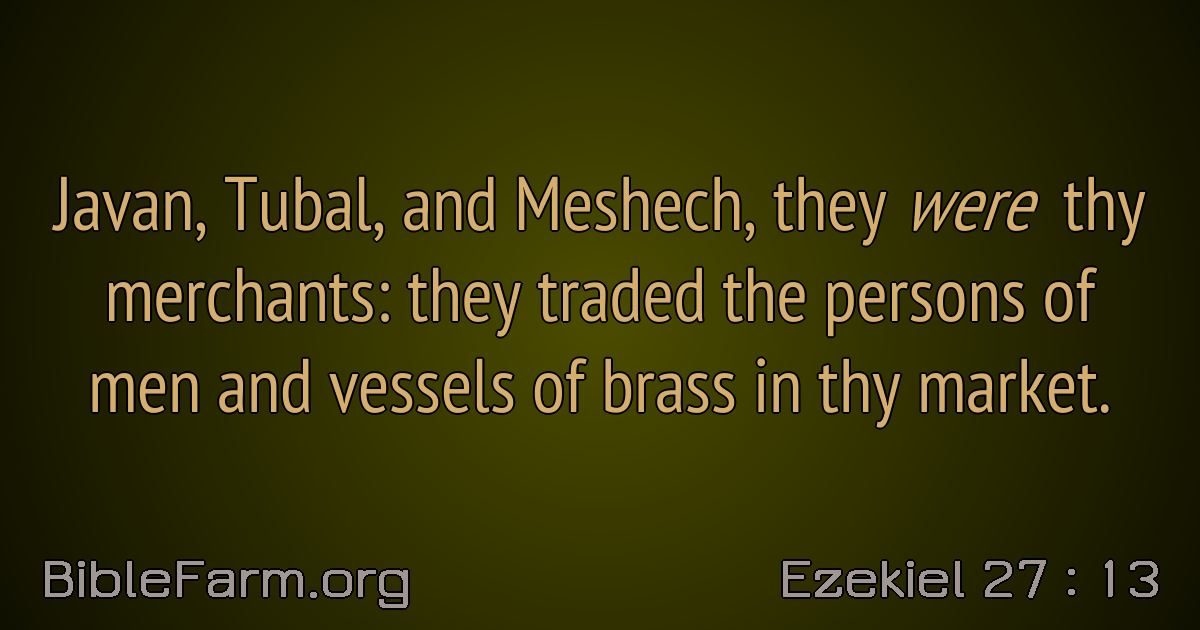 Javan, Tubal, and Meshech, they were thy
merchants: they traded the persons of
men and vessels of brass in thy market.
BibleFarm.org
Ezekiel 27 : 13